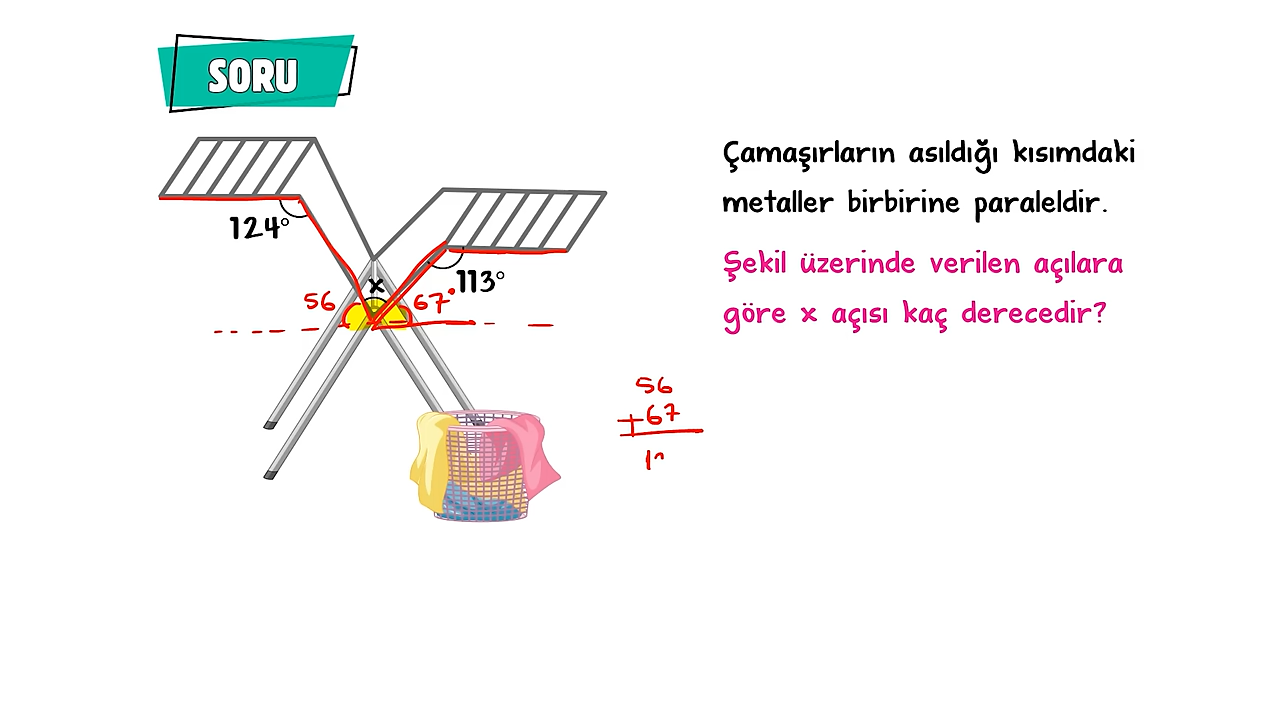 SORU
Çamaşırların asıldığı kısımdaki
metaller birbirine paraleldir.
Şekil üzerinde verilen açılara
göre x açısı kaç derecedir?
124°
113°
x
56
67°
56
+67